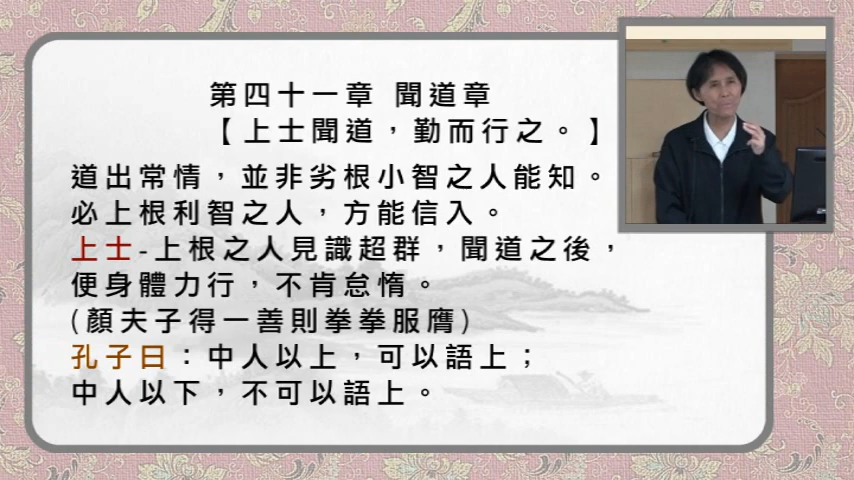 第四十一章 聞道章
【上士聞道，勤而行之。】
道出常情，並非劣根小智之人能知。
必上根利智之人，方能信入。
上士-上根之人見識超群，聞道之後，
便身體力行，不肯怠惰。
(顏夫子得一善則拳拳服膺)
孔子曰：中人以上，可以語上；
中人以下，不可以語上。